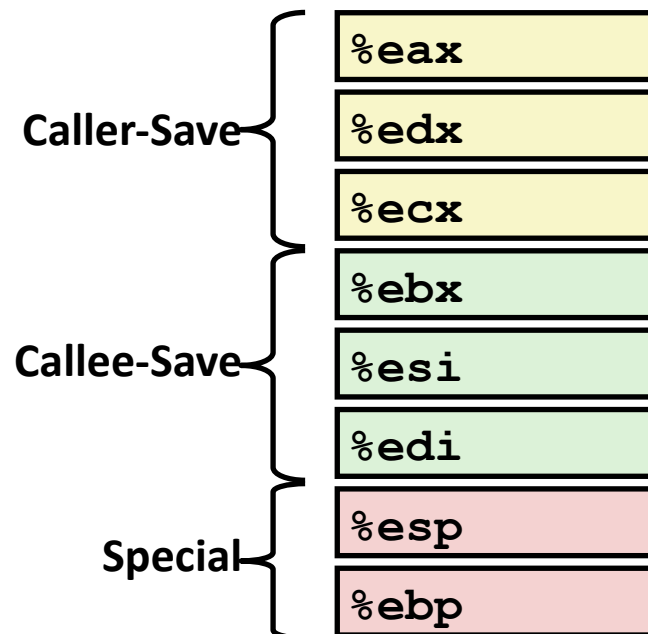 %eax
Caller-Save
%edx
%ecx
%ebx
Callee-Save
%esi
%edi
%esp
Special
%ebp